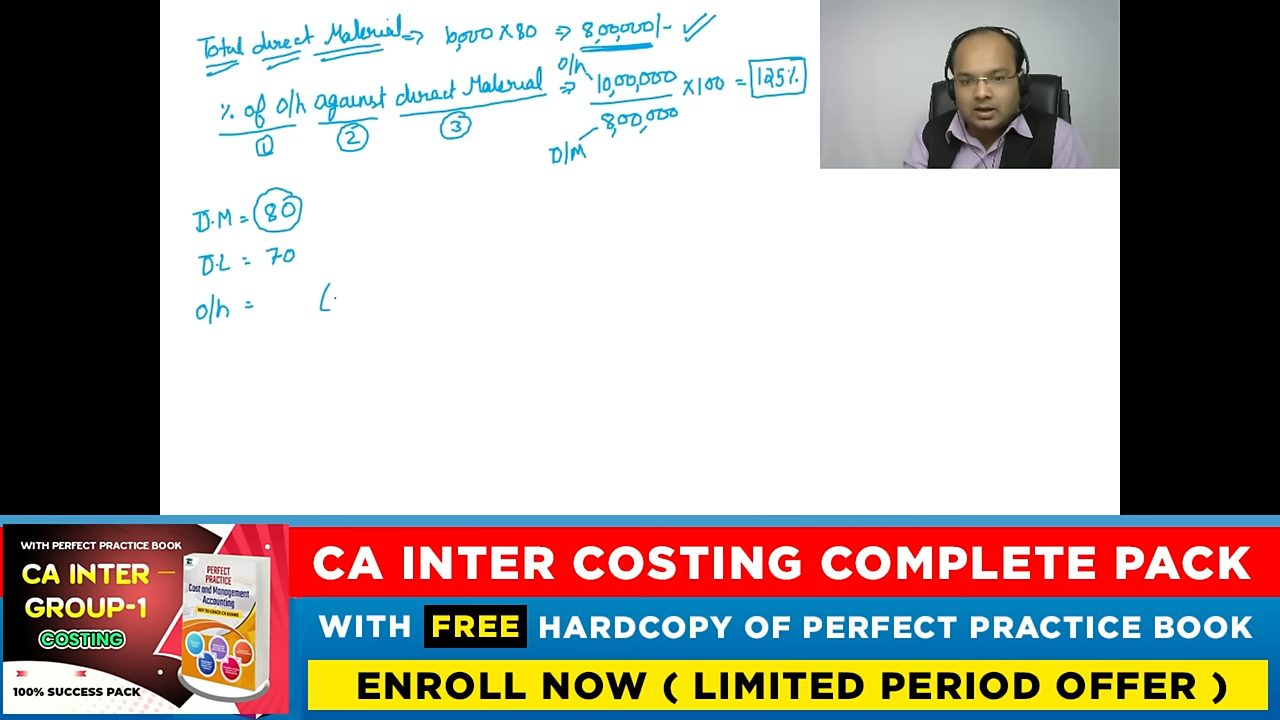 Total direct Material => 10,000 × 80 => 8,00,000/-
% of O/h against direct Material => 10,00,000 / 8,00,000 ×100 = 125%
O/h
D/M
1 2 3
D.M = 80
D.L = 70
O/h = (
WITH PERFECT PRACTICE BOOK
CA INTER
GROUP-1
COSTING
100% SUCCESS PACK
PERFECT
PRACTICE
Cost and Management
Accounting
CA INTER COSTING COMPLETE PACK
WITH FREE HARDCOPY OF PERFECT PRACTICE BOOK
ENROLL NOW ( LIMITED PERIOD OFFER )